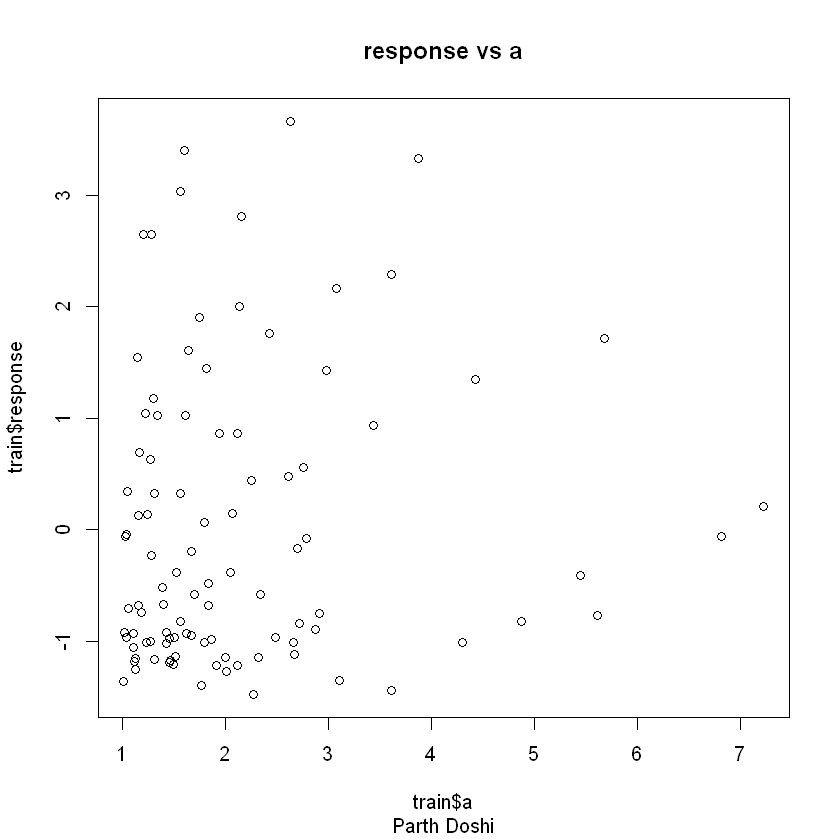 response vs a
train$response
3
2
1
0
-1
1 2 3 4 5 6 7
train$a
Parth Doshi